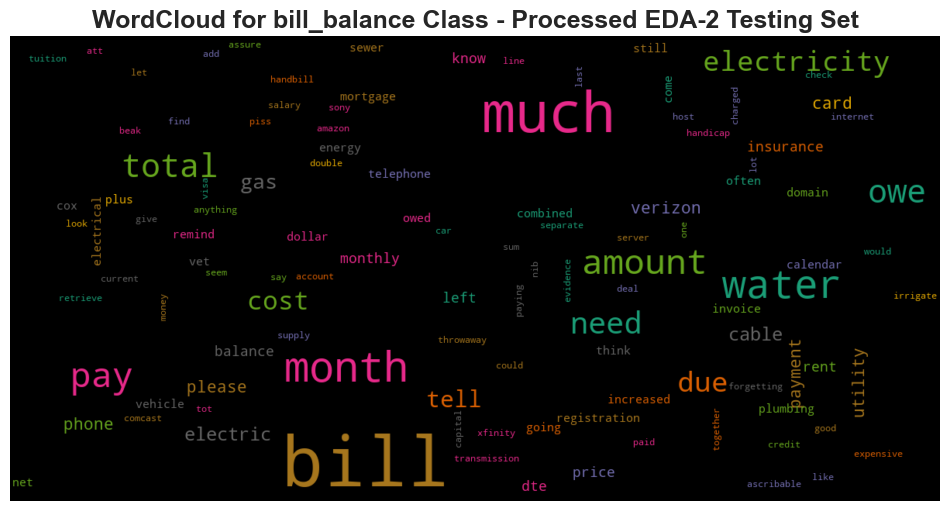 WordCloud for bill_balance Class - Processed EDA-2 Testing Set
tuition
att
let
add
assure
handbill
sewer
know
line
last
still
come
electricity
check
card
internet
charged
host
handicap
salary
mortgage
sony
amazon
piss
find
beak
much
total
visa
gas
energy
double
telephone
insurance
lot
often
domain
owe
plus
cox
look
electrical
give
anything
remind
dollar
owed
car
combined
separate
verizon
server
one
calendar
would
vet
seem
say
account
monthly
sum
nib
evidence
amount
deal
water
irrigate
current
retrieve
money
cost
left
paying
need
invoice
supply
balance
throwaway
think
cable
pay
month
could
please
vehicle
tot
comcast
phone
electric
tell
due
forgetting
payment
rent
utility
increased
registration
going
plumbing
capital
xfinity
transmission
paid
together
credit
good
expensive
bill
net
dte
price
ascribable
like